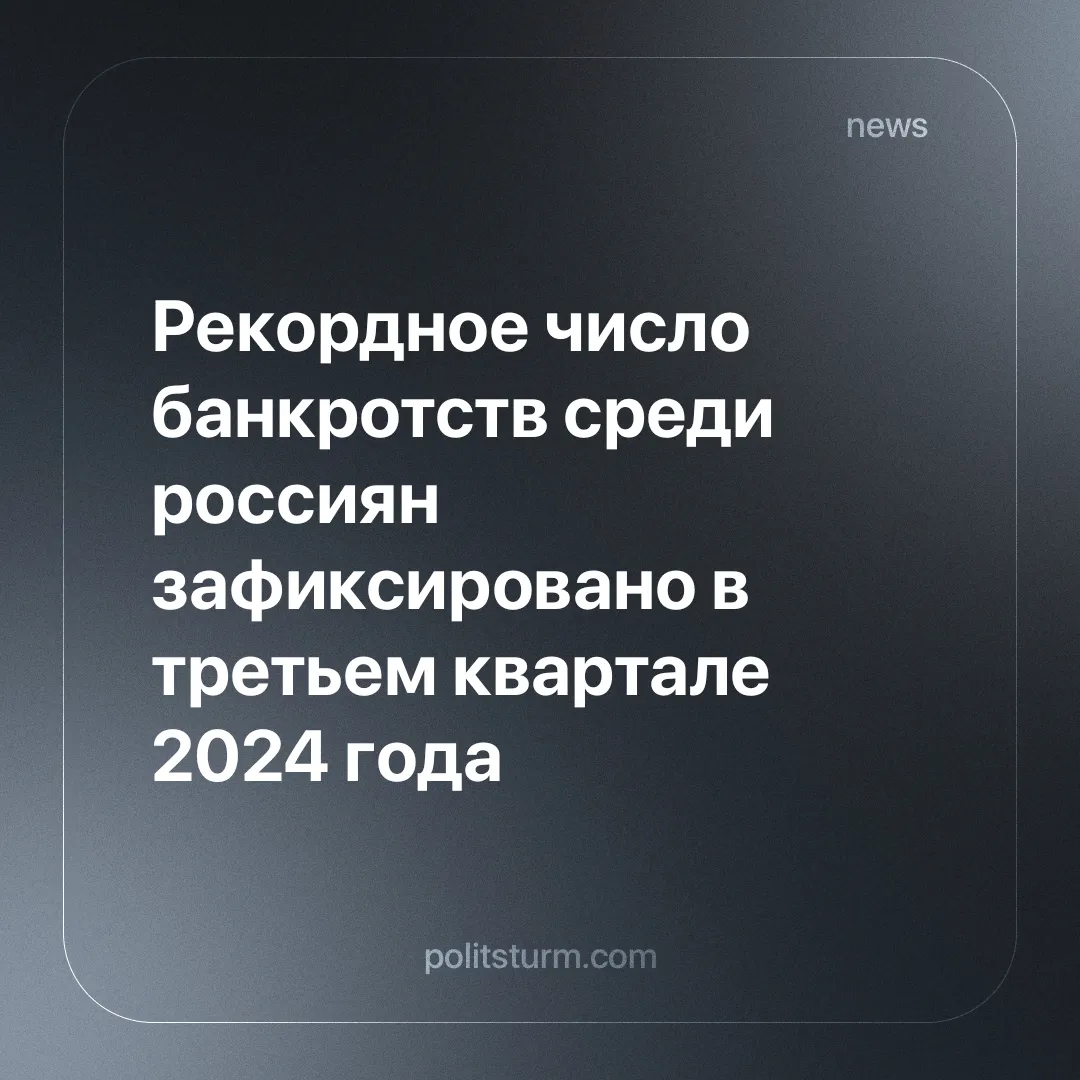 news
Рекордное число
банкротств среди
россиян
зафиксировано в
третьем квартале
2024 года
politsturm.com